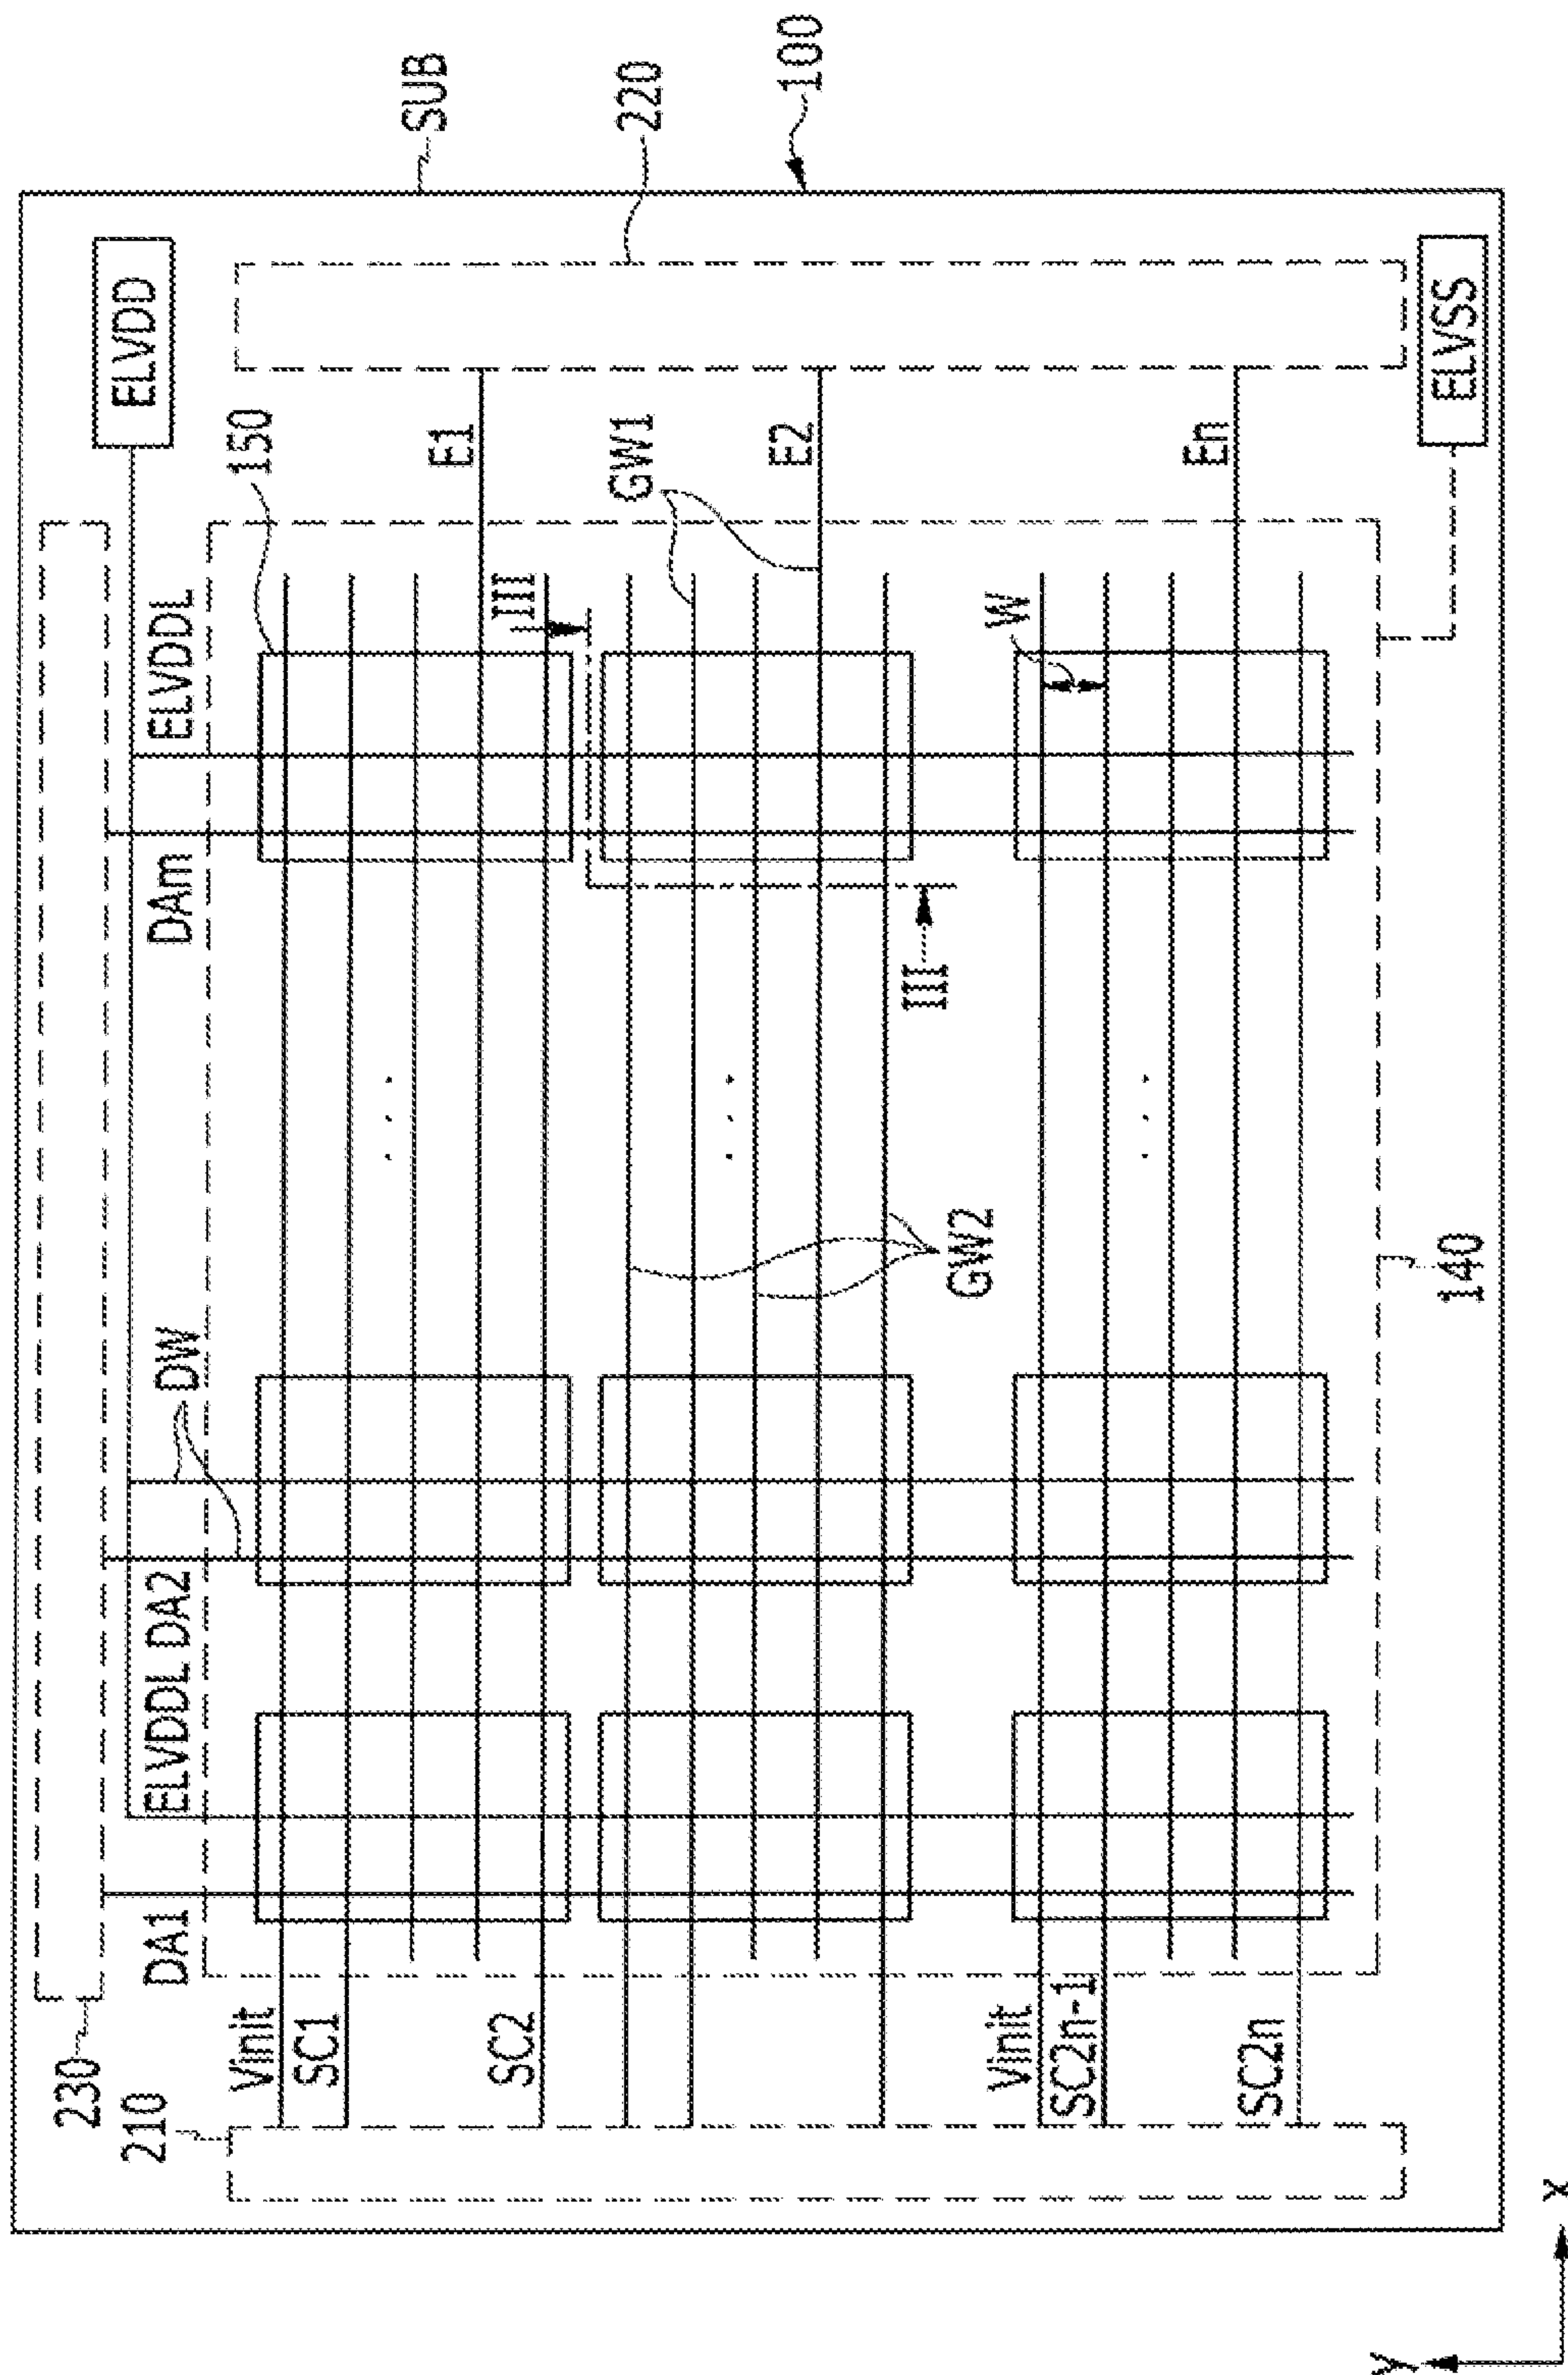 230
210
DA1
ELVDDL DA2
DW
DAm
ELVDDL
ELVDD
SUB
220
100
150
Vinit
SC1
SC2
E1
III
GW1
E2
III
GW2
W
En
Vinit
SC2n-1
SC2n
140
ELVSS
Y
X